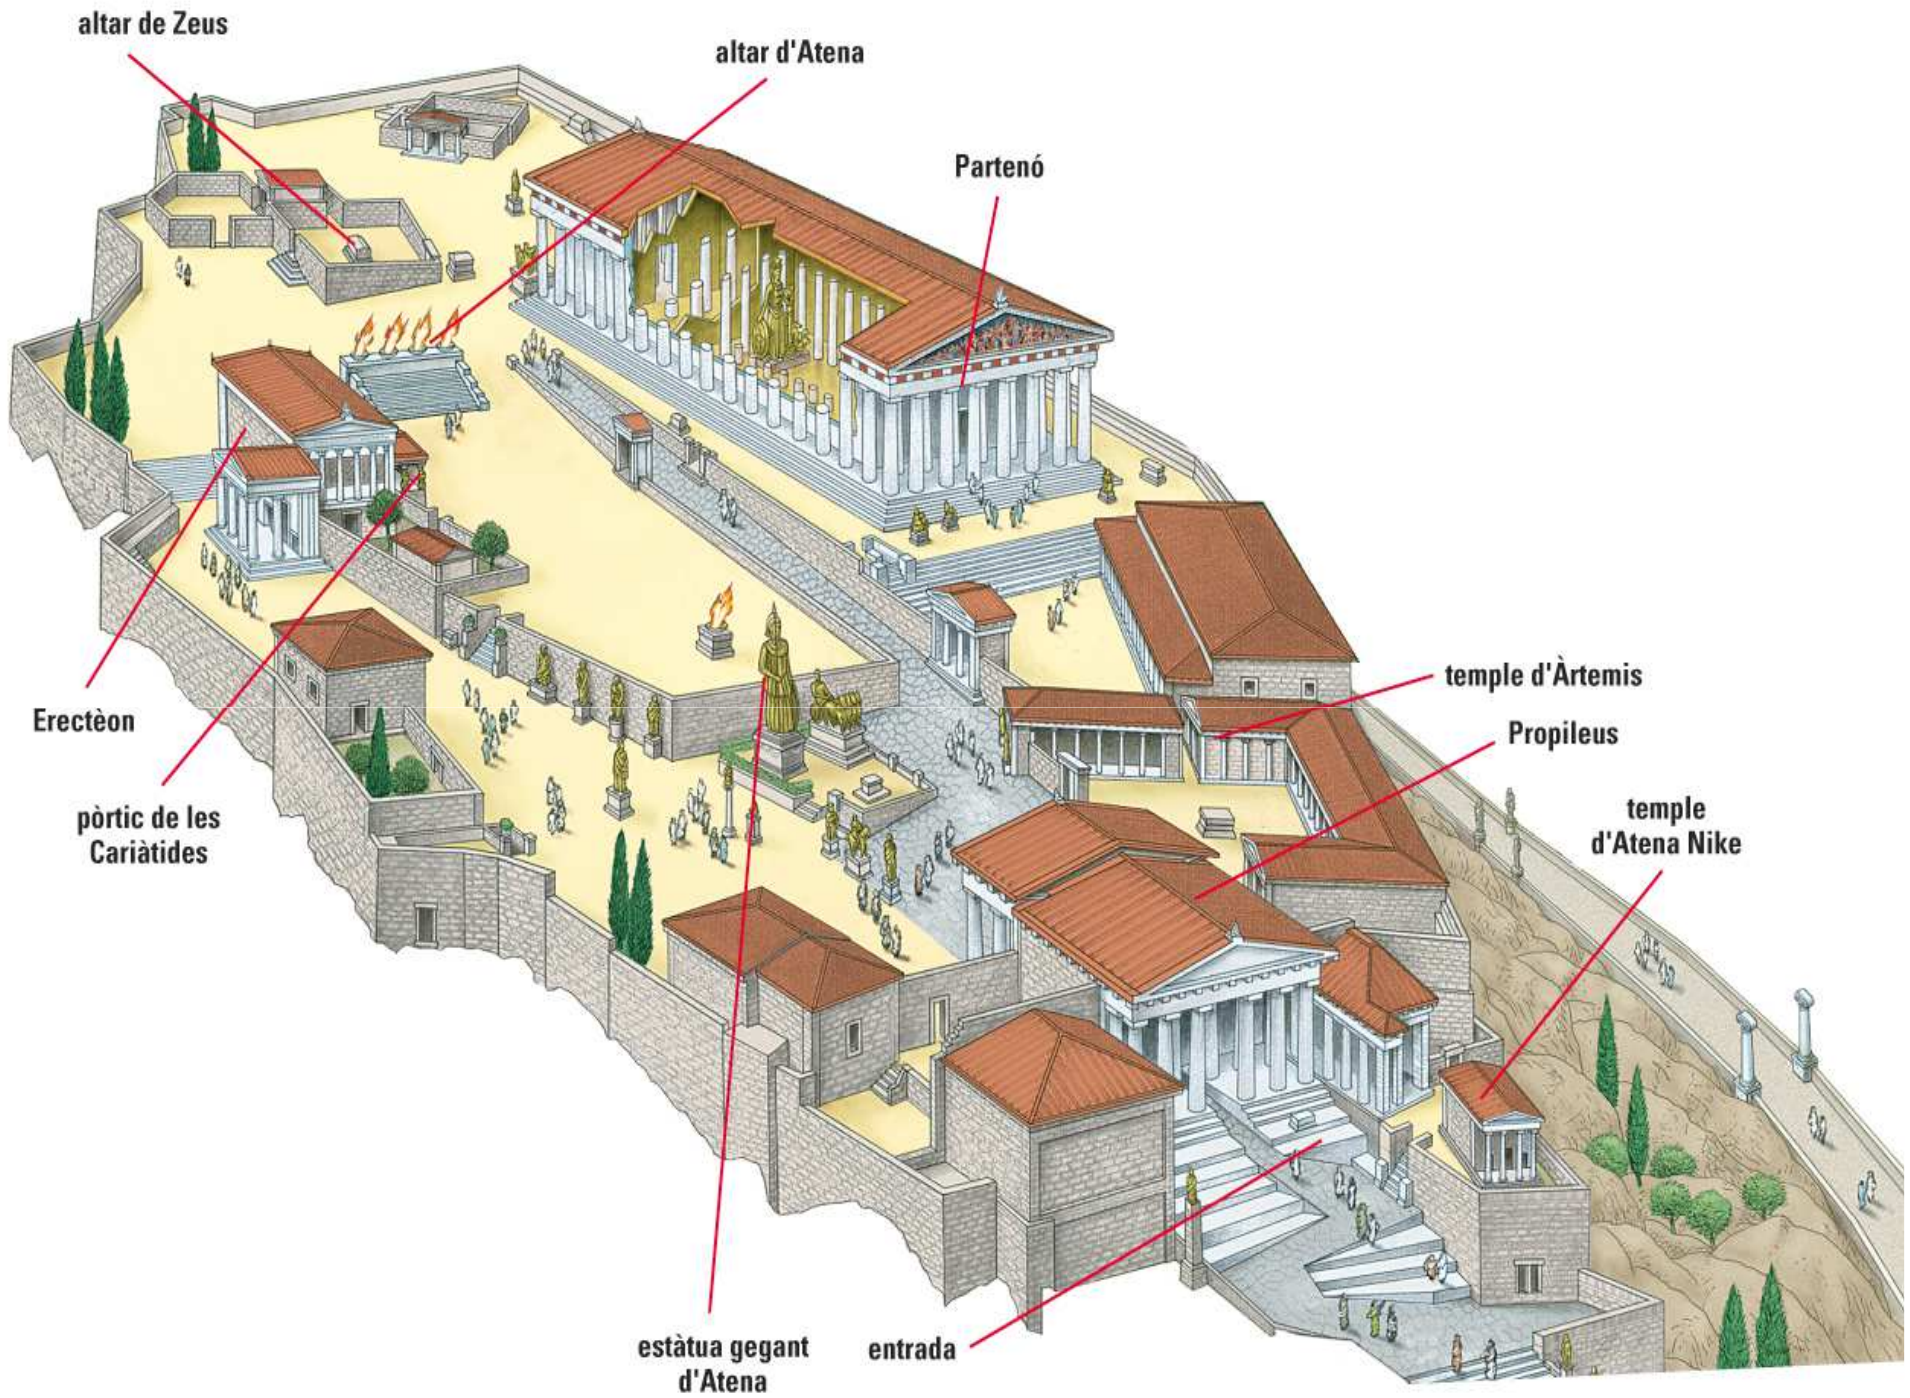 altar de Zeus
altar d'Atena
Partenó
temple d'Àrtemis
Erectèon
Propileus
pòrtic de les
Cariàtides
temple
d'Atena Nike
estàtua gegant
d'Atena
entrada